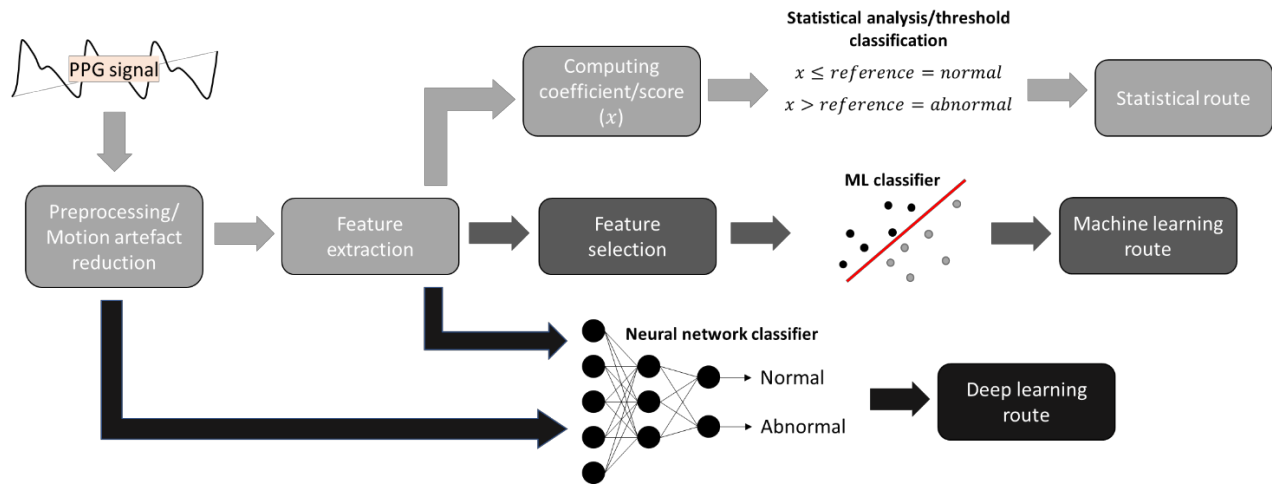 PPG signal
Computing
coefficient/score
(𝑥)
Statistical analysis/threshold
classification
𝑥 ≤ 𝑟𝑒𝑓𝑒𝑟𝑒𝑛𝑐𝑒 = 𝑛𝑜𝑟𝑚𝑎𝑙
𝑥 > 𝑟𝑒𝑓𝑒𝑟𝑒𝑛𝑐𝑒 = 𝑎𝑏𝑛𝑜𝑟𝑚𝑎𝑙
Statistical route
Preprocessing/
Motion artefact
reduction
Feature
extraction
Feature
selection
ML classifier
Machine learning
route
Neural network classifier
Normal
Abnormal
Deep learning
route